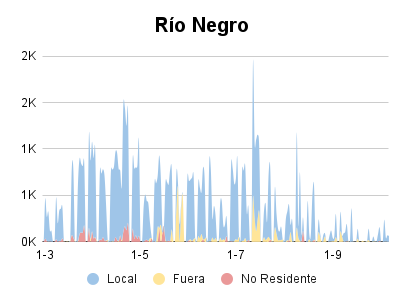 Río Negro
2K
2K
1K
1K
0K
1-3 1-5 1-7 1-9
Local Fuera No Residente